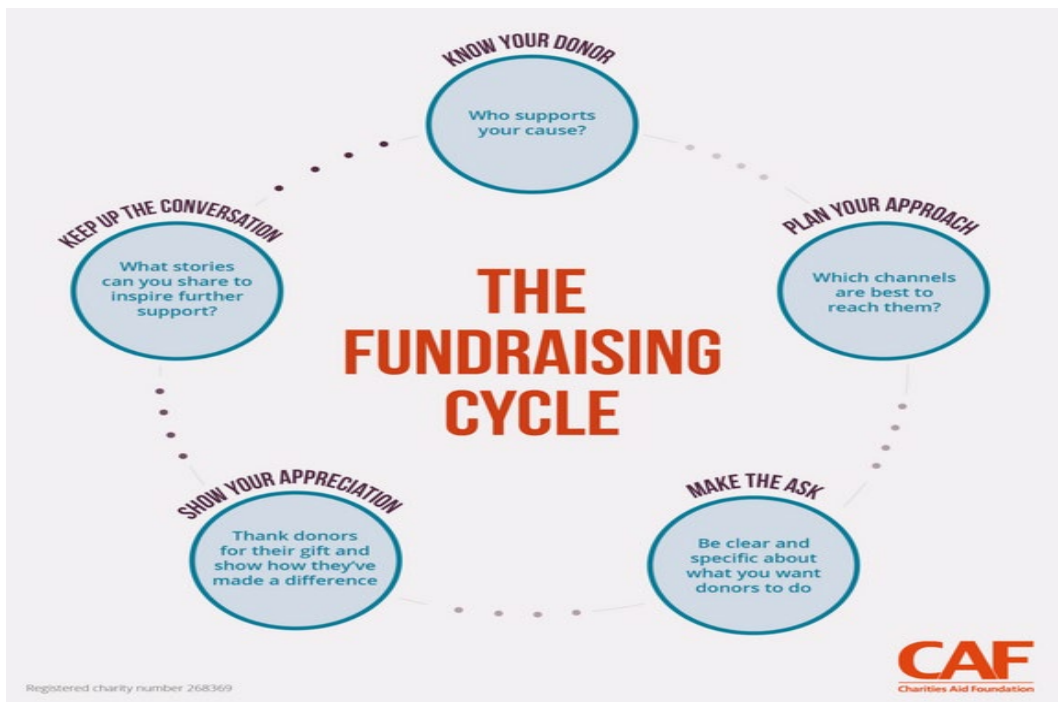 KNOW YOUR DONOR
Who supports
your cause?
PLAN YOUR APPROACH
Which channels
are best to
reach them?
MAKE THE ASK
Be clear and
specific about
what you want
donors to do
SHOW YOUR APPRECIATION
Thank donors
for their gift and
show how they've
made a difference
KEEP UP THE CONVERSATION
What stories
can you share to
inspire further
support?
THE
FUNDRAISING
CYCLE
CAF
Charities Aid Foundation
Registered charity number 268369